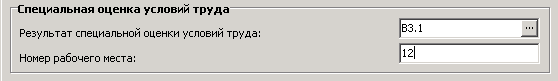 Специальная оценка условий труда
Результат специальной оценки условий труда: В3.1 ...
Номер рабочего места: 12